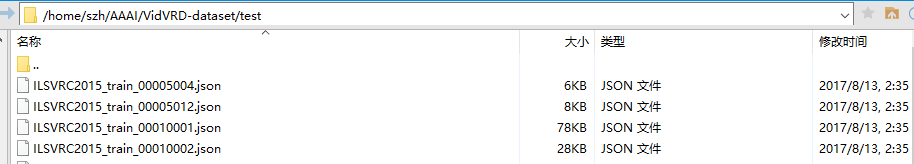 /home/szh/AAAI/VidVRD-dataset/test
名称 大小 类型 修改时间
..
ILSVRC2015_train_00005004.json 6KB JSON 文件 2017/8/13, 2:35
ILSVRC2015_train_00005012.json 8KB JSON 文件 2017/8/13, 2:35
ILSVRC2015_train_00010001.json 78KB JSON 文件 2017/8/13, 2:35
ILSVRC2015_train_00010002.json 28KB JSON 文件 2017/8/13, 2:35